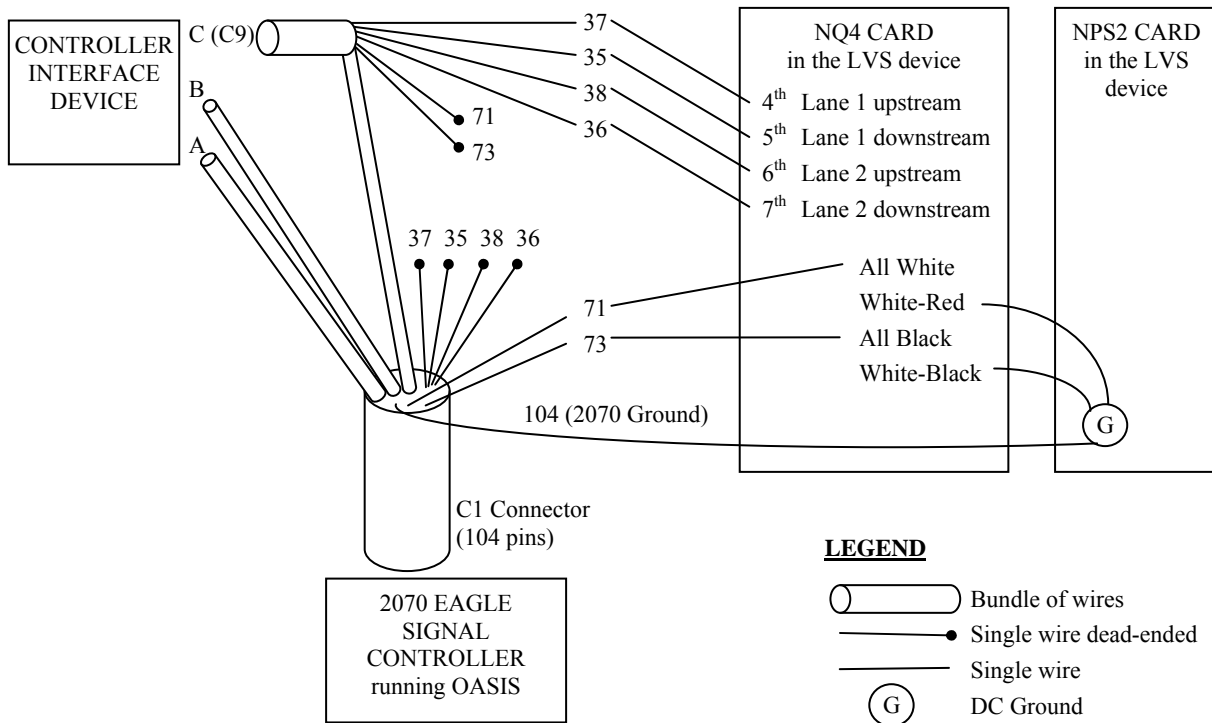 CONTROLLER
INTERFACE
DEVICE
C (C9)
B
A
37
35
38
36
71
73
NQ4 CARD
in the LVS device
4th Lane 1 upstream
5th Lane 1 downstream
6th Lane 2 upstream
7th Lane 2 downstream
All White
White-Red
All Black
White-Black
NPS2 CARD
in the LVS
device
37 35 38 36
71
73
104 (2070 Ground)
G
C1 Connector
(104 pins)
2070 EAGLE
SIGNAL
CONTROLLER
running OASIS
LEGEND
Bundle of wires
Single wire dead-ended
Single wire
G DC Ground